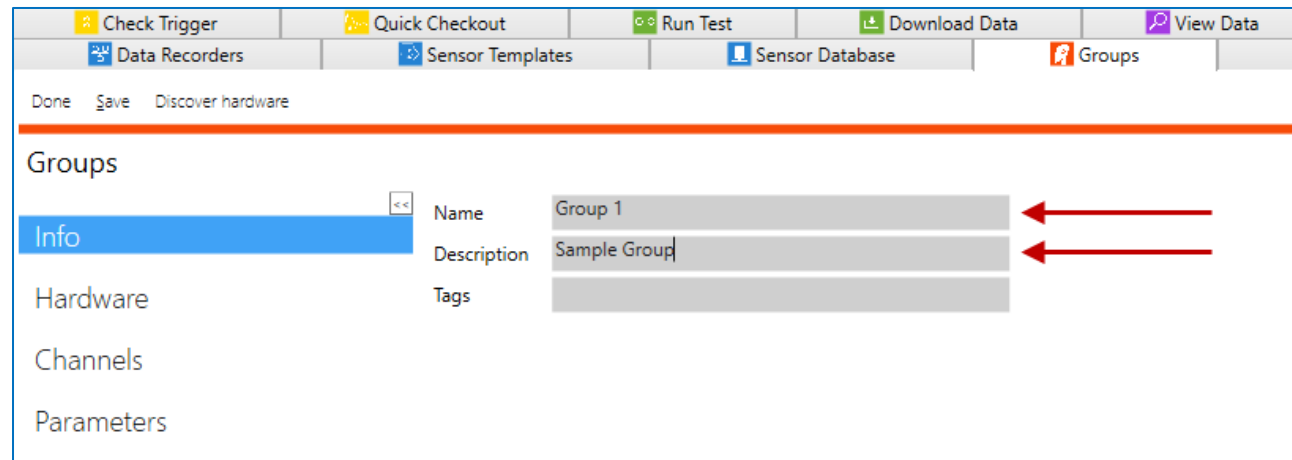 Check Trigger Quick Checkout Run Test Download Data View Data
Data Recorders Sensor Templates Sensor Database Groups
Done Save Discover hardware
Groups
<<
Info
Name Group 1
Description Sample Group
Tags
Hardware
Channels
Parameters